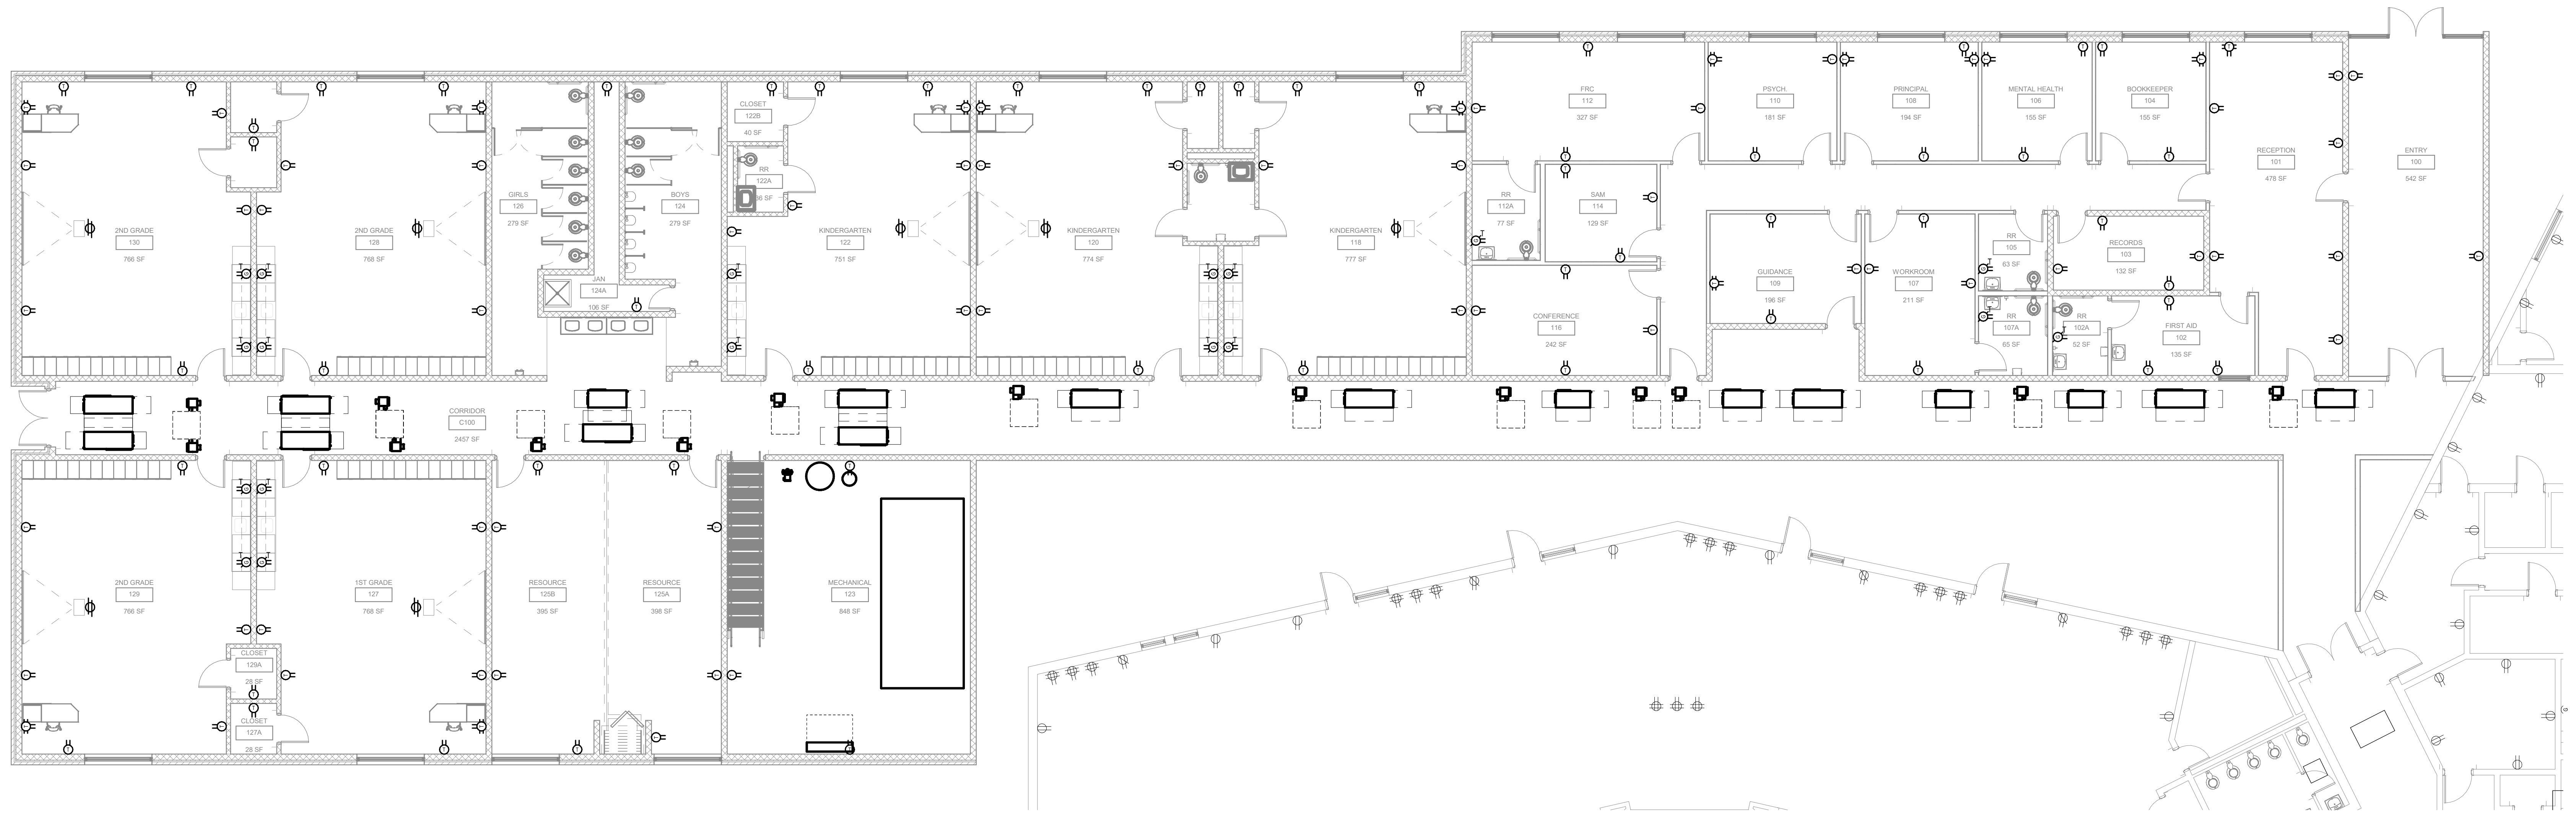 FRC
112
327 SF
PSYCH.
110
181 SF
PRINCIPAL
108
194 SF
MENTAL HEALTH
106
155 SF
BOOKKEEPER
104
155 SF
RECEPTION
101
478 SF
ENTRY
100
542 SF
2ND GRADE
130
766 SF
2ND GRADE
128
768 SF
GIRLS
126
279 SF
BOYS
124
279 SF
JAN
124A
106 SF
CLOSET
122B
40 SF
RR
122A
36 SF
KINDERGARTEN
122
751 SF
KINDERGARTEN
120
774 SF
KINDERGARTEN
118
777 SF
RR
112A
77 SF
SAM
114
129 SF
CONFERENCE
116
242 SF
GUIDANCE
109
196 SF
WORKROOM
107
211 SF
RR
105
63 SF
RECORDS
103
132 SF
RR
107A
65 SF
RR
102A
52 SF
FIRST AID
102
135 SF
CORRIDOR
C100
2457 SF
2ND GRADE
129
766 SF
1ST GRADE
127
768 SF
RESOURCE
125B
395 SF
RESOURCE
125A
398 SF
MECHANICAL
123
848 SF
CLOSET
129A
28 SF
CLOSET
127A
28 SF